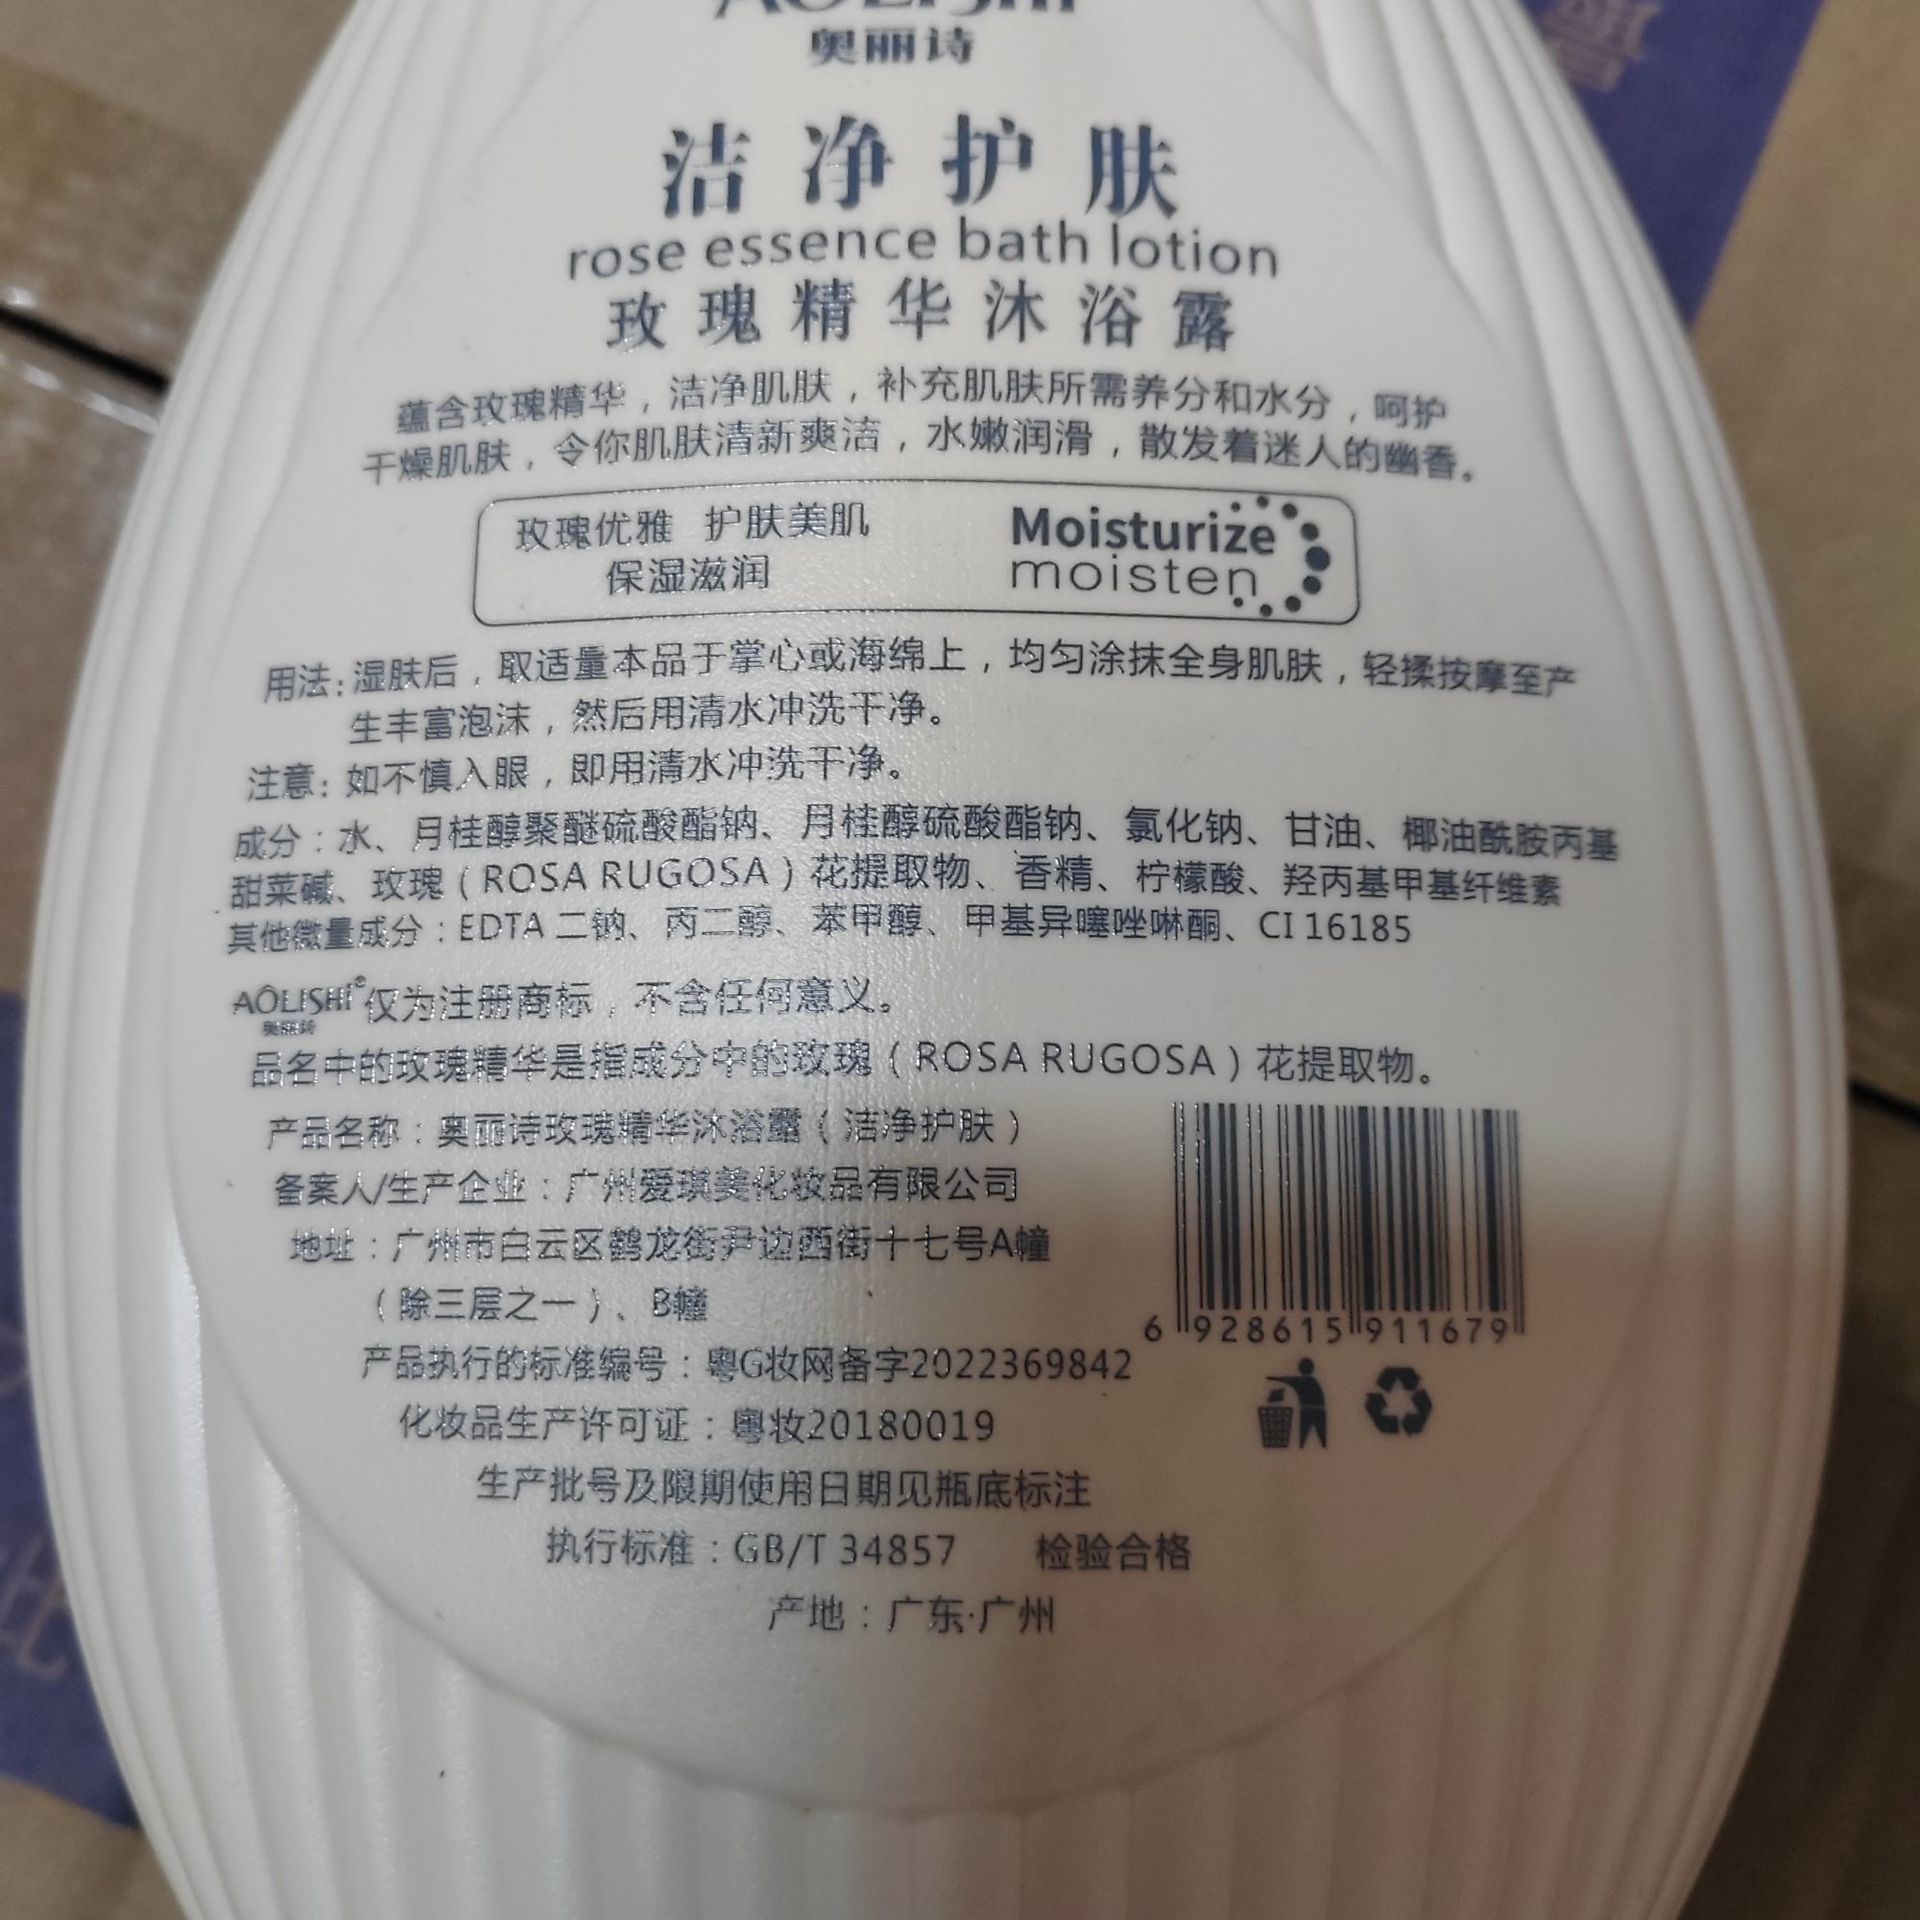 AOLISHI
奥丽诗
洁净护肤
rose essence bath lotion
玫瑰精华沐浴露
蕴含玫瑰精华，洁净肌肤，补充肌肤所需养分和水分，呵护
干燥肌肤，令你肌肤清新爽洁，水嫩润滑，散发着迷人的幽香。
玫瑰优雅 护肤美肌
保湿滋润
Moisturize
moisten
用法：湿肤后，取适量本品于掌心或海绵上，均匀涂抹全身肌肤，轻揉按摩至产
生丰富泡沫，然后用清水冲洗干净。
注意：如不慎入眼，即用清水冲洗干净。
成分：水、月桂醇聚醚硫酸酯钠、月桂醇硫酸酯钠、氯化钠、甘油、椰油酰胺丙基
甜菜碱、玫瑰（ROSA RUGOSA）花提取物、香精、柠檬酸、羟丙基甲基纤维素
其他微量成分：EDTA 二钠、丙二醇、苯甲醇、甲基异噻唑啉酮、CI 16185
AÔLISHI®仅为注册商标，不含任何意义。
奥丽诗
品名中的玫瑰精华是指成分中的玫瑰（ROSA RUGOSA）花提取物。
产品名称：奥丽诗玫瑰精华沐浴露（洁净护肤）
备案人/生产企业：广州爱琪美化妆品有限公司
地址：广州市白云区鹤龙街尹边西街十七号A幢
（除三层之一）、B幢
6 928615 911679
产品执行的标准编号：粤G妆网备字2022369842
化妆品生产许可证：粤妆20180019
生产批号及限期使用日期见瓶底标注
执行标准：GB/T 34857 检验合格
产地：广东·广州